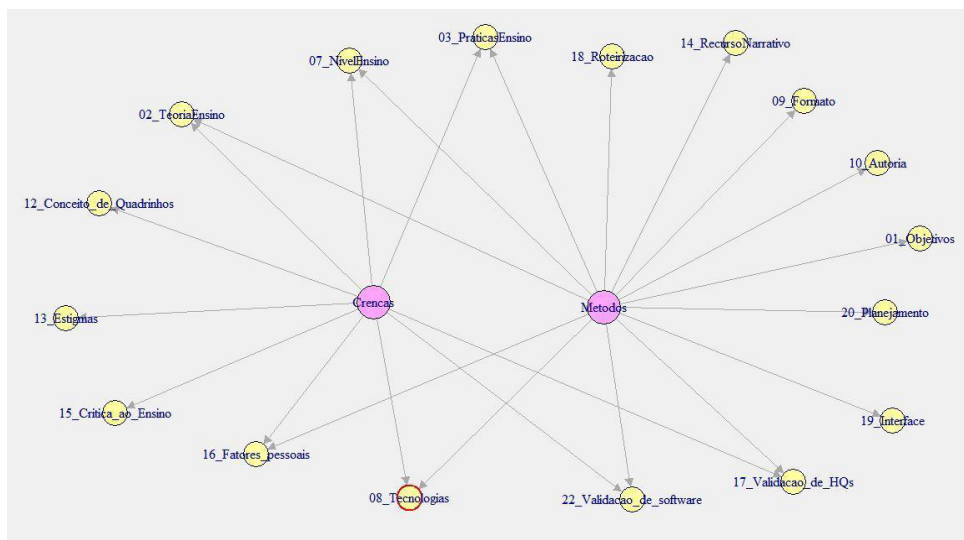 03_PraticasEnsino
14_RecursoNarrativo
07_NivelEnsino
18_Roteirizacao
09_Formato
02_TeoriaEnsino
10_Autoria
12_Conceito_de_Quadrinhos
01_Objetivos
Crencas
Metodos
20_Planejamento
13_Estigmas
15_Critica_ao_Ensino
19_Interface
16_Fatores_pessoais
17_Validacao_de_HQs
08_Tecnologias
22_Validacao_de_software